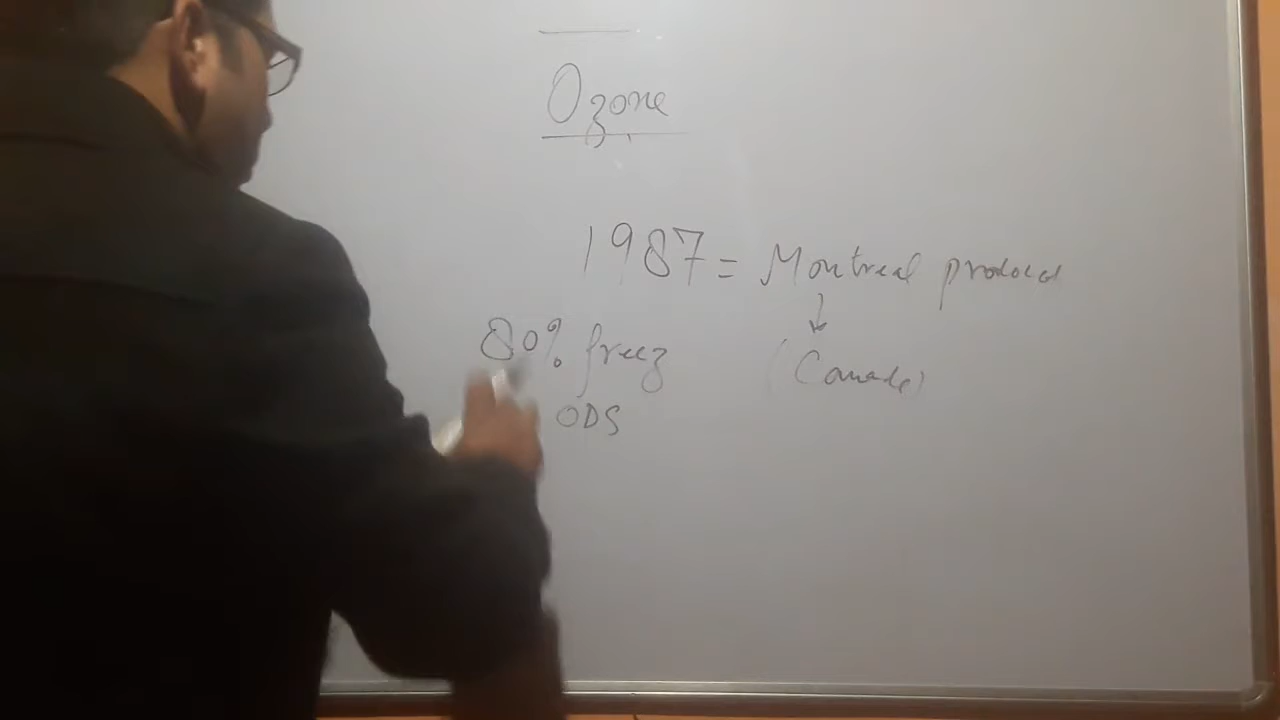 Ozone
1987 = Montreal protocol
80% freez
(Canada)
ODS